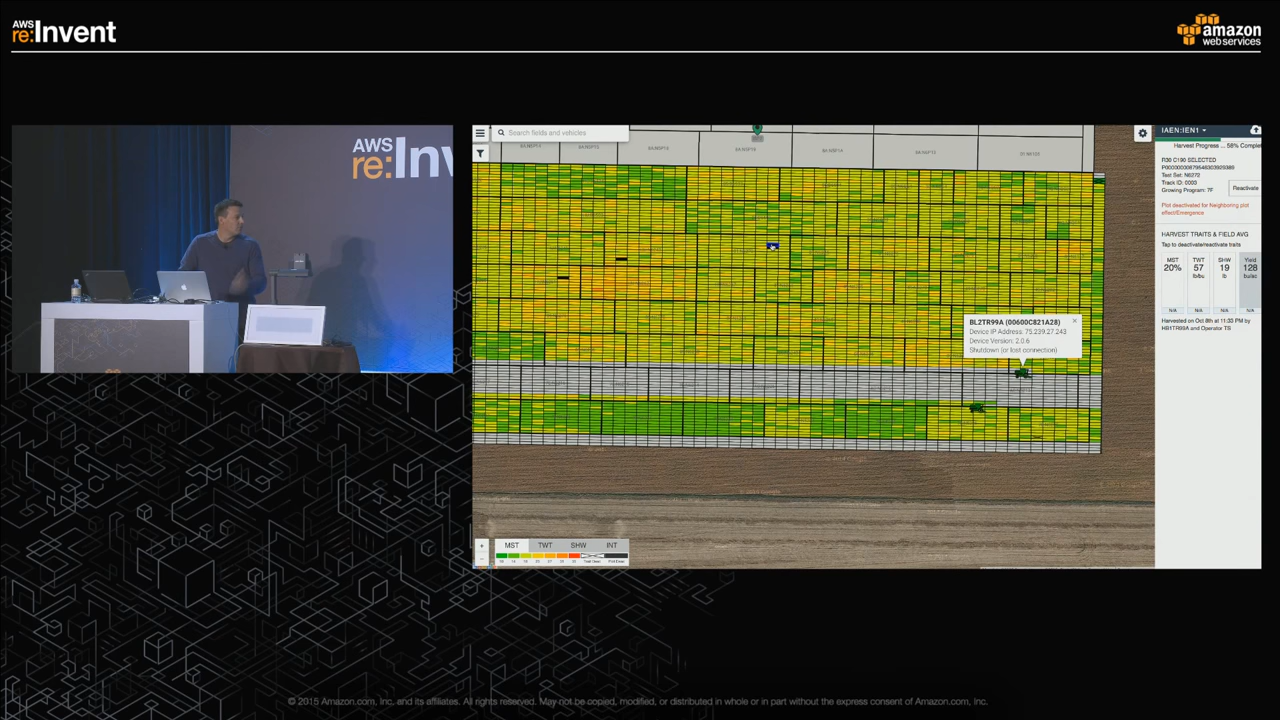 AWS
re:Invent
amazon
web services
AWS
re:Inv
Search fields and vehicles
IAEN:IEN1
Harvest Progress ... 58% Comple
R30 C190 SELECTED
Test Set: N6272
Track ID: 0003
Growing Program: 7F
Reactivate
Plot deactivated for Neighboring plot
effect/Emergence
HARVEST TRAITS & FIELD AVG
Tap to deactivate/reactivate traits
MST TWT SHW Yield
20% 57 19 128
lb/bu lb bu/ac
N/A N/A N/A N/A
Harvested on Oct 8th at 11:33 PM by
HB1TR99A and Operator TS
BL2TR99A (00600C821A28)
Device IP Address: 75.239.27.243
Device Version: 2.0.6
Shutdown (or lost connection)
MST TWT SHW INT
© 2015 Amazon.com, Inc. and its affiliates. All rights reserved. May not be copied, modified, or distributed in whole or in part without the express consent of Amazon.com, Inc.